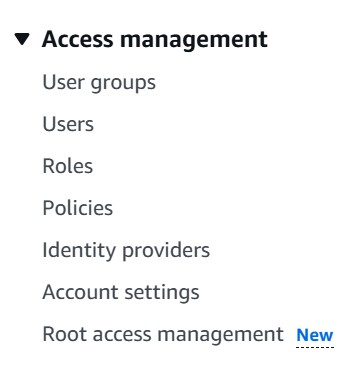 Access management
User groups
Users
Roles
Policies
Identity providers
Account settings
Root access management New